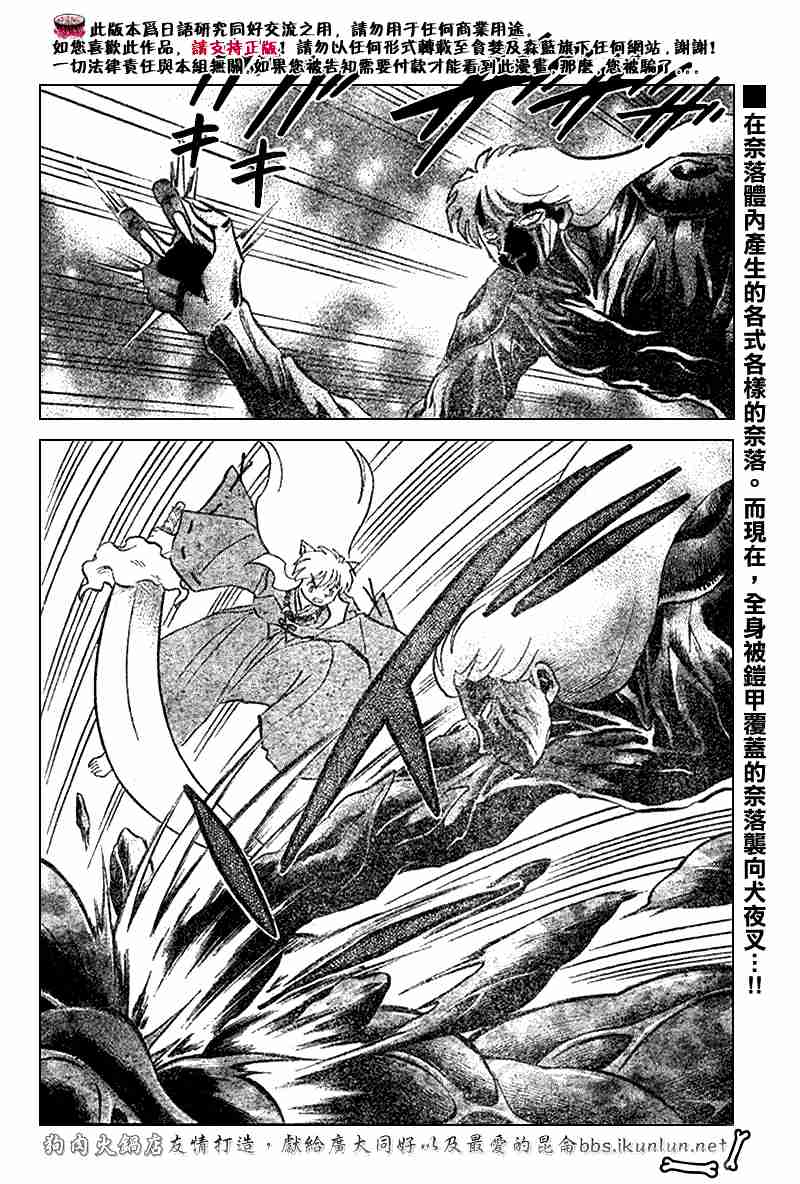 此版本爲日語研究同好交流之用，請勿用于任何商業用途。
如您喜歡此作品，請支持正版！請勿以任何形式轉載至貪婪及森藍旗下任何網站，謝謝！
一切法律責任與本組無關，如果您被告知需要付款才能看到此漫畫，那麼，您被騙了...。
キキ
ガガガッ
■在奈落體內產生的各式各樣的奈落。而現在，全身被鎧甲覆蓋的奈落襲向犬夜叉…!!
狗肉火鍋店友情打造，獻給廣大同好以及最愛的昆侖bbs.ikunlun.net